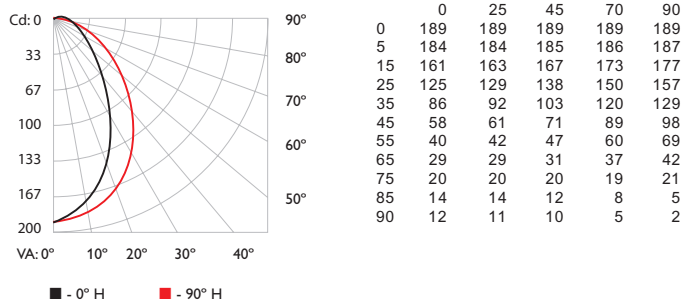 Cd: 0
33
67
100
133
167
200
VA: 0° 10° 20° 30° 40°
90°
80°
70°
60°
50°
- 0° H - 90° H
0 25 45 70 90
0 189 189 189 189 189
5 184 184 185 186 187
15 161 163 167 173 177
25 125 129 138 150 157
35 86 92 103 120 129
45 58 61 71 89 98
55 40 42 47 60 69
65 29 29 31 37 42
75 20 20 20 19 21
85 14 14 12 8 5
90 12 11 10 5 2